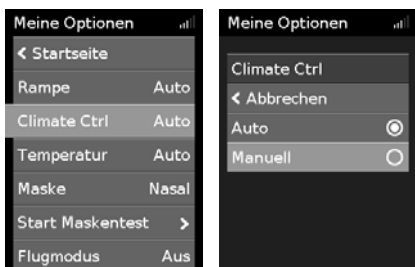 Meine Optionen
< Startseite
Rampe Auto
Climate Ctrl Auto
Temperatur Auto
Maske Nasal
Start Maskentest >
Flugmodus Aus
Meine Optionen
Climate Ctrl
< Abbrechen
Auto
Manuell